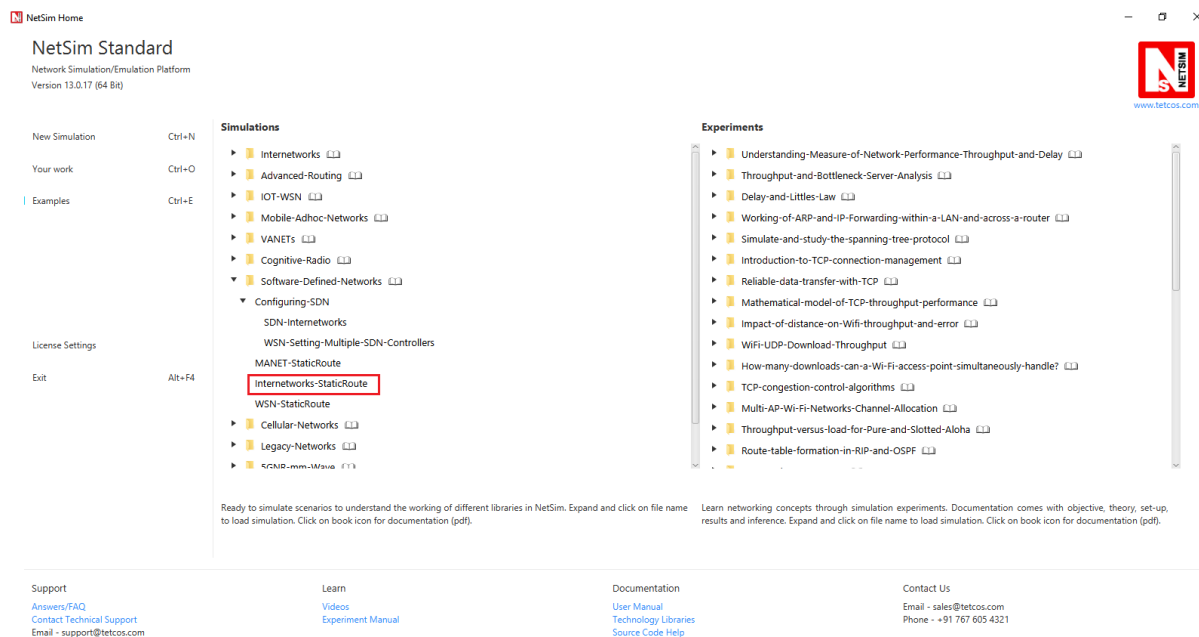 NetSim Home
NetSim Standard
Network Simulation/Emulation Platform
Version 13.0.17 (64 Bit)
N
S
NETSIM
www.tetcos.com
New Simulation Ctrl+N
Your work Ctrl+O
Examples Ctrl+E
License Settings
Exit Alt+F4
Simulations
Internetworks
Advanced-Routing
IOT-WSN
Mobile-Adhoc-Networks
VANETs
Cognitive-Radio
Software-Defined-Networks
Configuring-SDN
SDN-Internetworks
WSN-Setting-Multiple-SDN-Controllers
MANET-StaticRoute
Internetworks-StaticRoute
WSN-StaticRoute
Cellular-Networks
Legacy-Networks
5GNR-mm-Wave
Ready to simulate scenarios to understand the working of different libraries in NetSim. Expand and click on file name
to load simulation. Click on book icon for documentation (pdf).
Experiments
Understanding-Measure-of-Network-Performance-Throughput-and-Delay
Throughput-and-Bottleneck-Server-Analysis
Delay-and-Littles-Law
Working-of-ARP-and-IP-Forwarding-within-a-LAN-and-across-a-router
Simulate-and-study-the-spanning-tree-protocol
Introduction-to-TCP-connection-management
Reliable-data-transfer-with-TCP
Mathematical-model-of-TCP-throughput-performance
Impact-of-distance-on-Wifi-throughput-and-error
WiFi-UDP-Download-Throughput
How-many-downloads-can-a-Wi-Fi-access-point-simultaneously-handle?
TCP-congestion-control-algorithms
Multi-AP-Wi-Fi-Networks-Channel-Allocation
Throughput-versus-load-for-Pure-and-Slotted-Aloha
Route-table-formation-in-RIP-and-OSPF
Learn networking concepts through simulation experiments. Documentation comes with objective, theory, set-up,
results and inference. Expand and click on file name to load simulation. Click on book icon for documentation (pdf).
Support
Answers/FAQ
Contact Technical Support
Email - support@tetcos.com
Learn
Videos
Experiment Manual
Documentation
User Manual
Technology Libraries
Source Code Help
Contact Us
Email - sales@tetcos.com
Phone - +91 767 605 4321